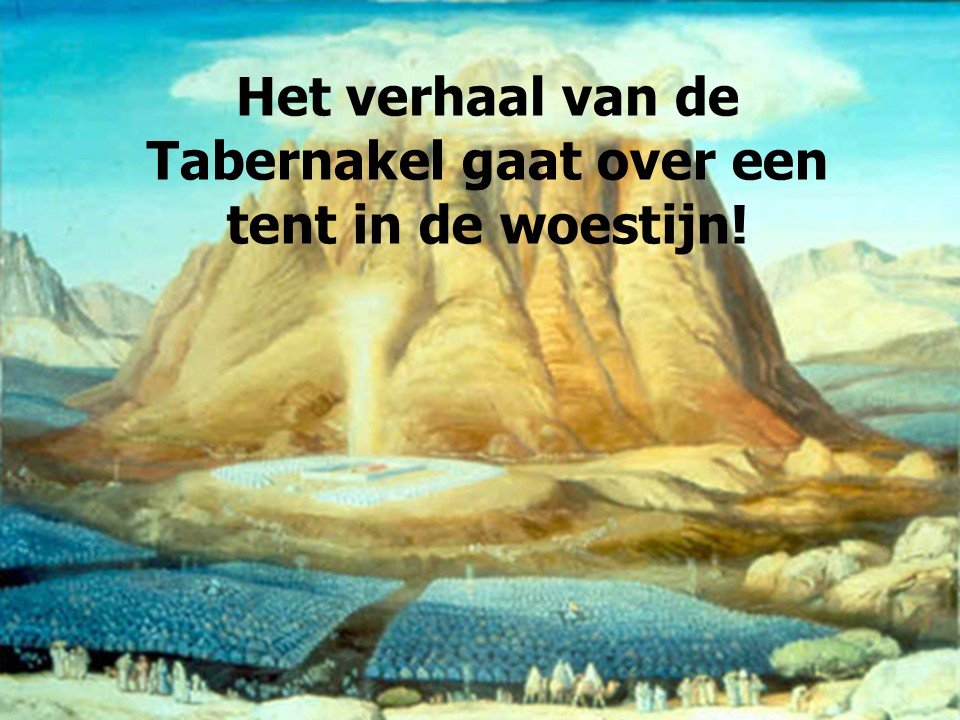 Het verhaal van de
Tabernakel gaat over een
tent in de woestijn!